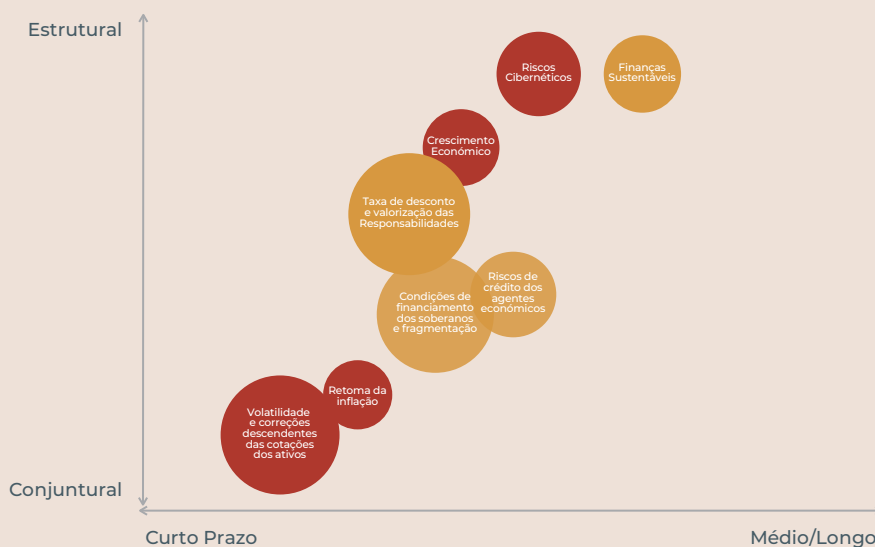 Estrutural
Riscos
Cibernéticos
Finanças
Sustentáveis
Crescimento
Económico
Taxa de desconto
e valorização das
Responsabilidades
Riscos de
crédito dos
agentes
económicos
Condições de
financiamento
dos soberanos
e fragmentação
Retoma da
inflação
Volatilidade
e correções
descendentes
das cotações
dos ativos
Conjuntural
Curto Prazo
Médio/Longo